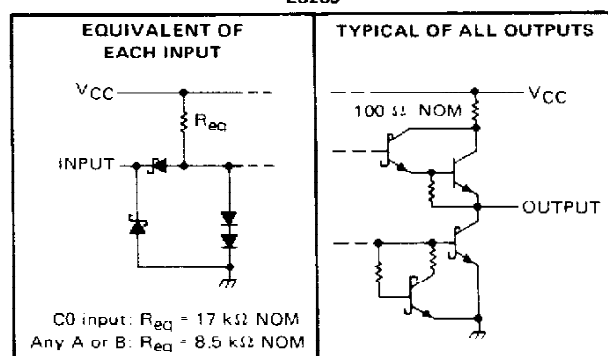 EQUIVALENT OF
EACH INPUT
VCC
Req
INPUT
C0 input: Req = 17 kΩ NOM
Any A or B: Req = 8.5 kΩ NOM
TYPICAL OF ALL OUTPUTS
VCC
100 Ω NOM
OUTPUT